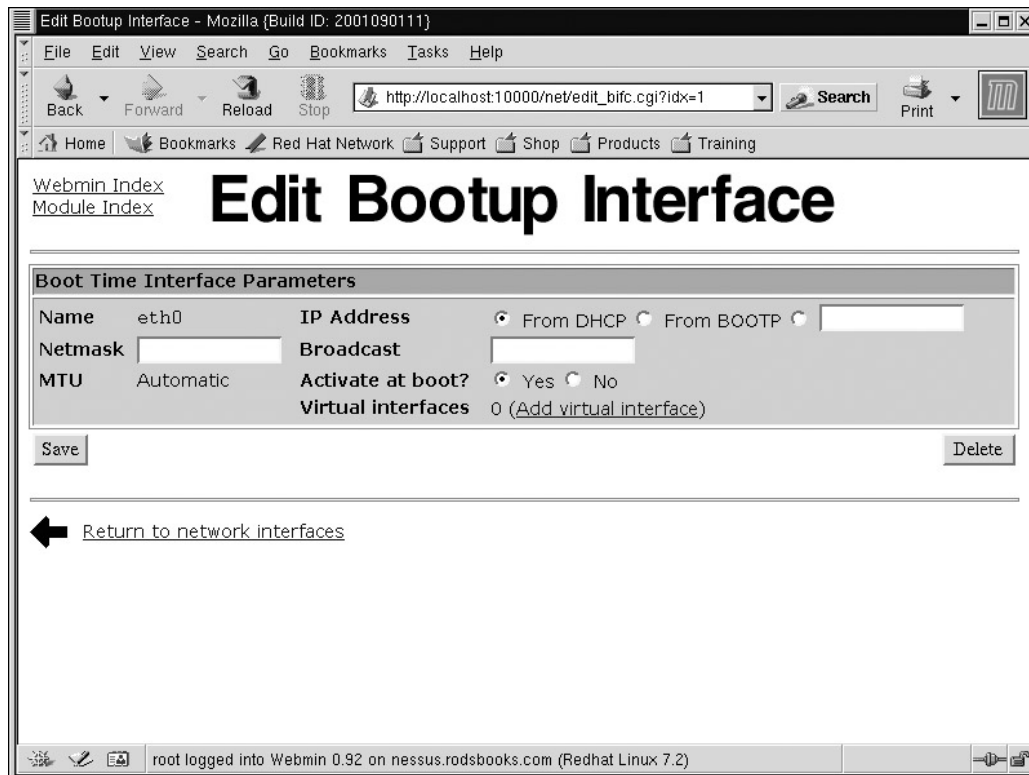 Edit Bootup Interface - Mozilla {Build ID: 2001090111}
File Edit View Search Go Bookmarks Tasks Help
Back Forward Reload Stop http://localhost:10000/net/edit_bifc.cgi?idx=1 Search Print
Home Bookmarks Red Hat Network Support Shop Products Training
Webmin Index
Module Index
Edit Bootup Interface
Boot Time Interface Parameters
Name eth0 IP Address From DHCP From BOOTP
Netmask Broadcast
MTU Automatic Activate at boot? Yes No
Virtual interfaces 0 (Add virtual interface)
Save Delete
Return to network interfaces
root logged into Webmin 0.92 on nessus.rodsbooks.com (Redhat Linux 7.2)